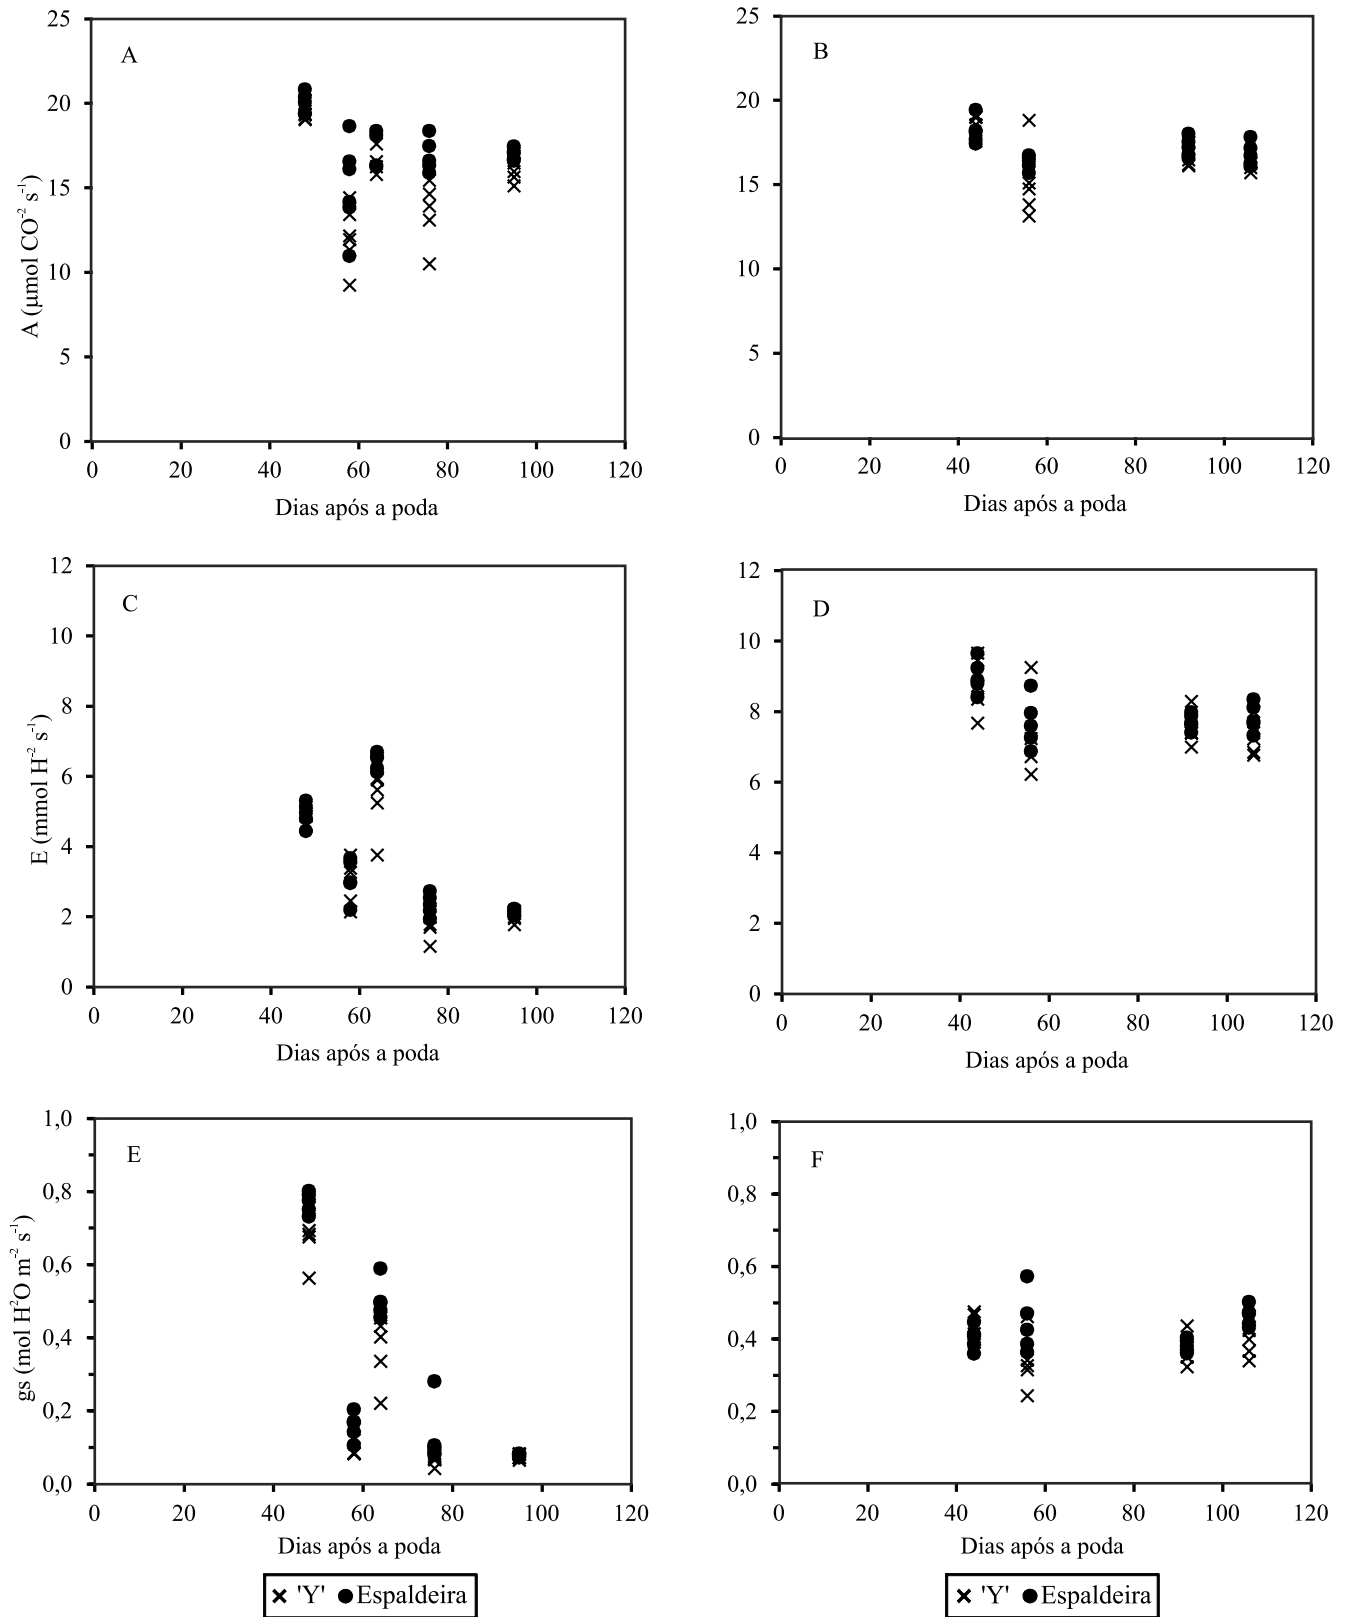 A
25
20
15
10
5
0
A (µmol CO⁻² s⁻¹)
0 20 40 60 80 100 120
Dias após a poda
B
25
20
15
10
5
0
0 20 40 60 80 100 120
Dias após a poda
C
12
10
8
6
4
2
0
E (mmol H⁻² s⁻¹)
0 20 40 60 80 100 120
Dias após a poda
D
12
10
8
6
4
2
0
0 20 40 60 80 100 120
Dias após a poda
E
1,0
0,8
0,6
0,4
0,2
0,0
gs (mol H²O m⁻² s⁻¹)
0 20 40 60 80 100 120
Dias após a poda
'Y' Espaldeira
F
1,0
0,8
0,6
0,4
0,2
0,0
0 20 40 60 80 100 120
Dias após a poda
'Y' Espaldeira